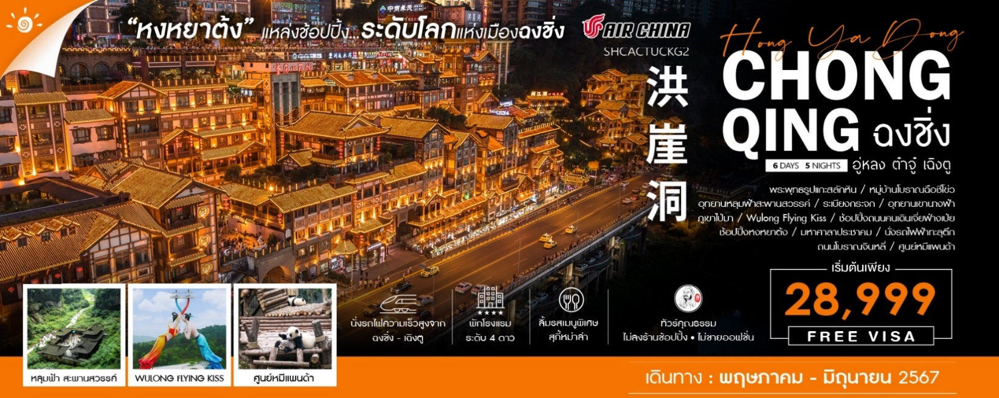 "หงหยาต้ง" แหล่งช้อปปิ้ง...ระดับโลกแห่งเมืองฉงชิ่ง
AIR CHINA
SHCACTUCKG2
洪崖洞
Hong Ya Dong
CHONG
QING ฉงชิ่ง
6 DAYS 5 NIGHTS อู่หลง ต๋าจู๋ เฉิงตู
พระพุทธรูปแกะสลักหิน / หมู่บ้านโบราณฉือชี่โข่ว
อุทยานหลุมฟ้าสะพานสวรรค์ / ระเบียงกระจก / อุทยานเขานางฟ้า
ภูเขาไป๋มา / Wulong Flying Kiss / ช้อปปิ้งถนนคนเดินเจี่ยฟ่างเป่ย
ช้อปปิ้งหงหยาต้ง / มหาศาลาประชาคม / นั่งรถไฟฟ้าทะลุตึก
ถนนโบราณจินหลี่ / ศูนย์หมีแพนด้า
เริ่มต้นเพียง
28,999
FREE VISA
นั่งรถไฟความเร็วสูงจาก
ฉงชิ่ง - เฉิงตู
พักโรงแรม
ระดับ 4 ดาว
ลิ้มรสเมนูพิเศษ
สุกี้หม่าล่า
ทัวร์คุณธรรม
ไม่ลงร้านช้อปปิ้ง • ไม่ขายออฟชั่น
หลุมฟ้า สะพานสวรรค์
WULONG FLYING KISS
ศูนย์หมีแพนด้า
เดินทาง : พฤษภาคม - มิถุนายน 2567